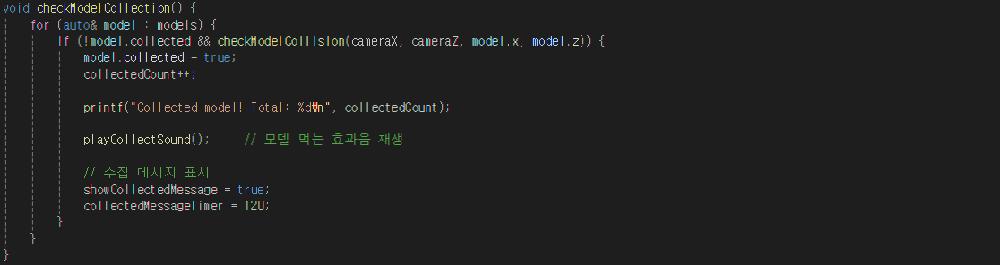 void checkModelCollection() {
for (auto& model : models) {
if (!model.collected && checkModelCollision(cameraX, cameraZ, model.x, model.z)) {
model.collected = true;
collectedCount++;
printf("Collected model! Total: %d₩n", collectedCount);
playCollectSound(); // 모델 먹는 효과음 재생
// 수집 메시지 표시
showCollectedMessage = true;
collectedMessageTimer = 120;
}
}
}